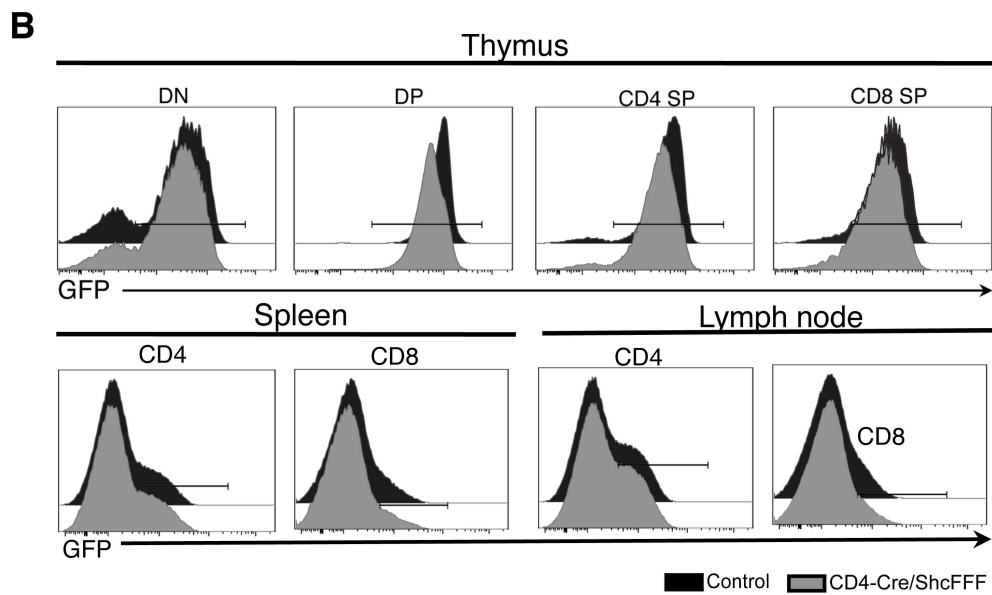 B
Thymus
DN DP CD4 SP CD8 SP
GFP
Spleen Lymph node
CD4 CD8 CD4
CD8
GFP
Control CD4-Cre/ShcFFF